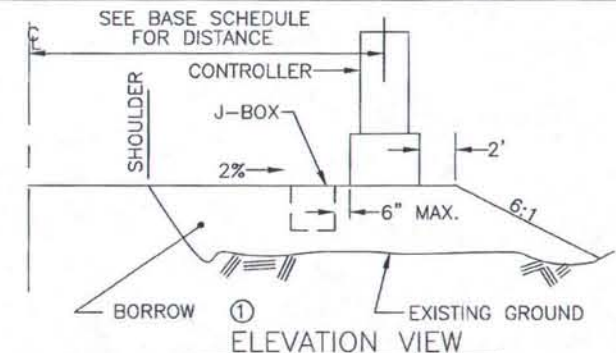 SEE BASE SCHEDULE
FOR DISTANCE
℄
CONTROLLER
SHOULDER
J-BOX
2%
2'
6" MAX.
6:1
BORROW
①
EXISTING GROUND
ELEVATION VIEW